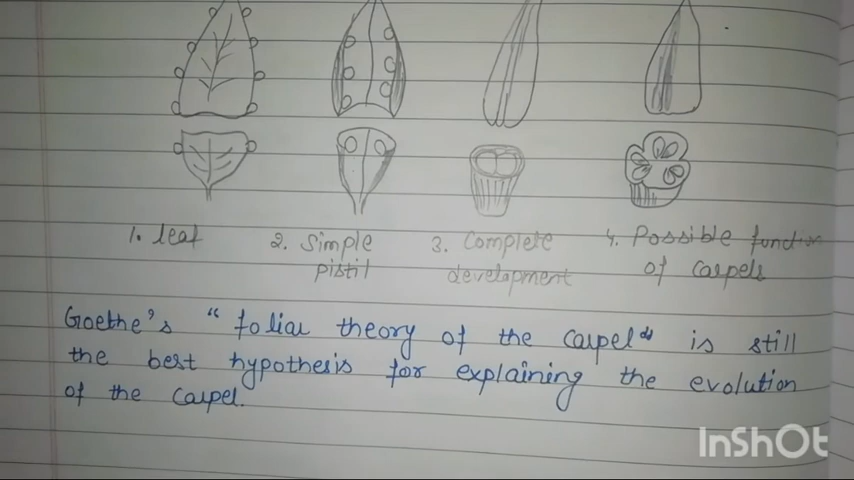 1. leaf 2. Simple 3. Complete 4. Possible function
pistil development of carpels
Goethe's "foliar theory of the carpel" is still
the best hypothesis for explaining the evolution
of the carpel.
InShOt